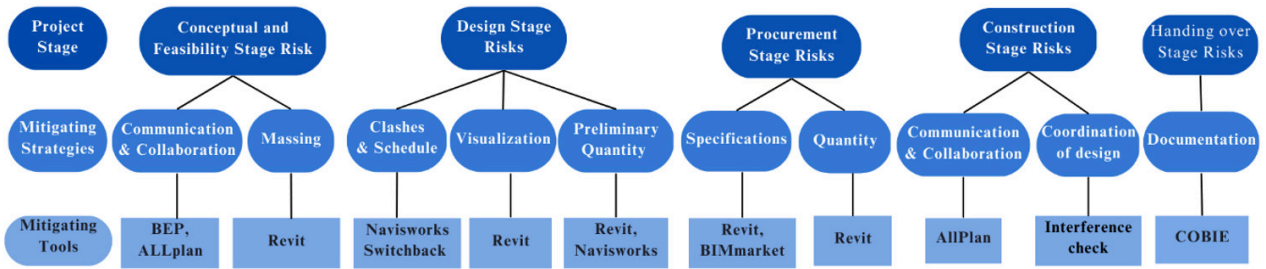 Project
Stage
Conceptual and
Feasibility Stage Risk
Design Stage
Risks
Procurement
Stage Risks
Construction
Stage Risks
Handing over
Stage Risks
Mitigating
Strategies
Communication
& Collaboration
Massing
Clashes
& Schedule
Visualization
Preliminary
Quantity
Specifications
Quantity
Communication
& Collaboration
Coordination
of design
Documentation
Mitigating
Tools
BEP,
ALLplan
Revit
Navisworks
Switchback
Revit
Revit,
Navisworks
Revit,
BIMmarket
Revit
AllPlan
Interference
check
COBIE